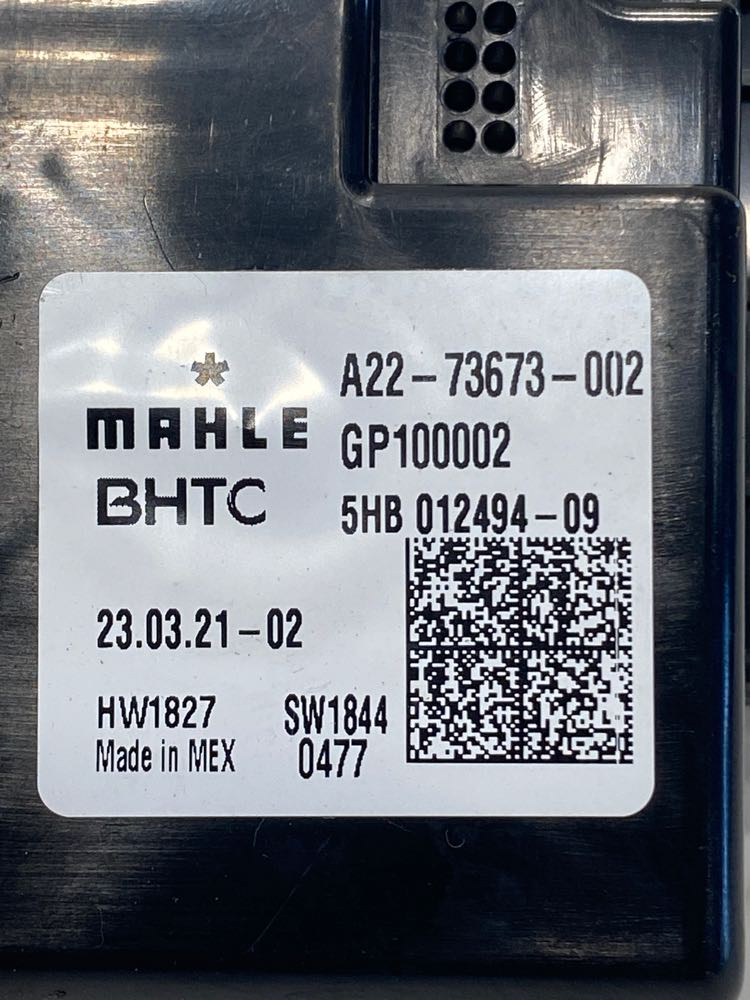 MAHLE
BHTC
A22-73673-002
GP100002
5HB 012494-09
23.03.21-02
HW1827 SW1844
Made in MEX 0477